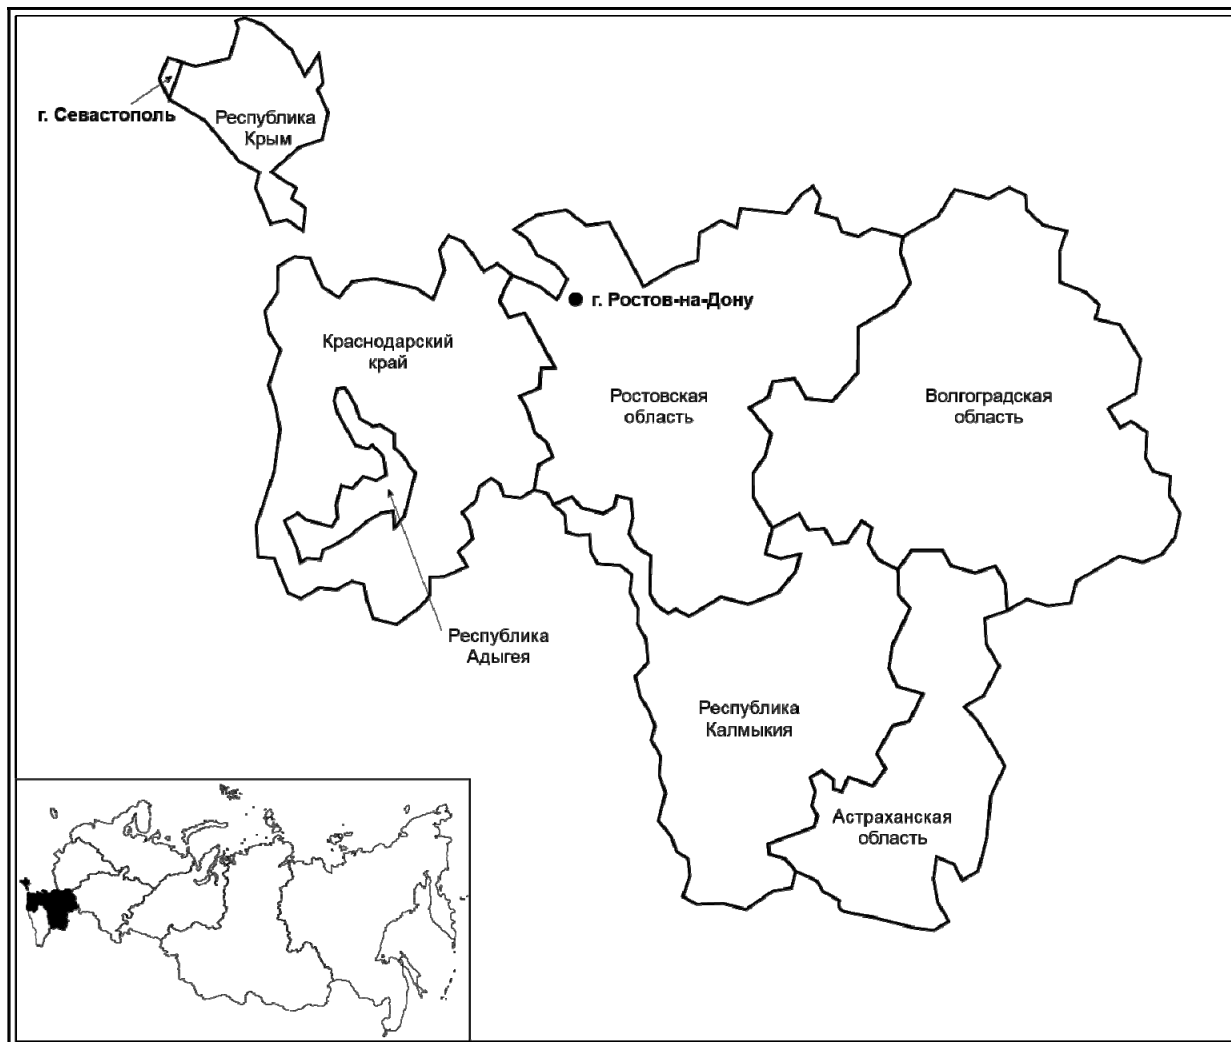 г. Севастополь
Республика
Крым
г. Ростов-на-Дону
Краснодарский
край
Ростовская
область
Волгоградская
область
Республика
Адыгея
Республика
Калмыкия
Астраханская
область